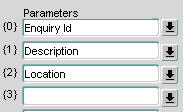 Parameters
{0} Enquiry Id
{1} Description
{2} Location
{3}